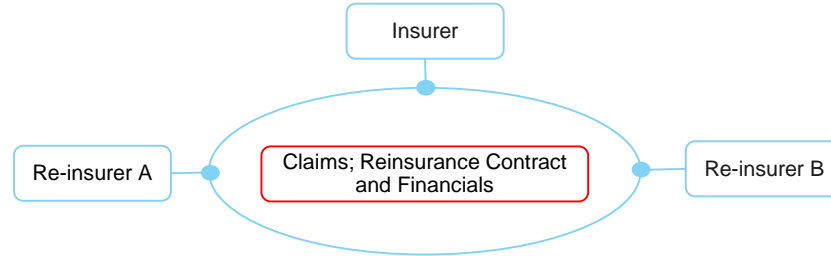 Insurer
Re-insurer A
Claims; Reinsurance Contract
and Financials
Re-insurer B